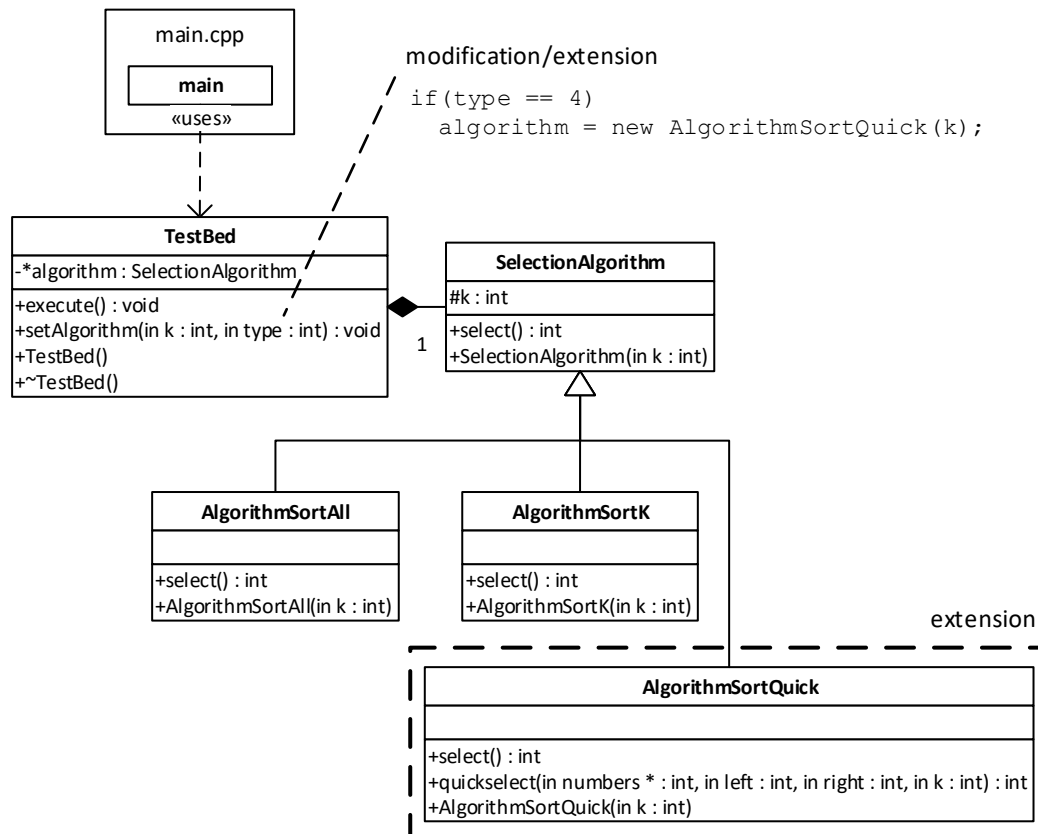 main.cpp
main
«uses»
modification/extension
if(type == 4)
algorithm = new AlgorithmSortQuick(k);
TestBed
-*algorithm : SelectionAlgorithm
+execute() : void
+setAlgorithm(in k : int, in type : int) : void
+TestBed()
+~TestBed()
1
SelectionAlgorithm
#k : int
+select() : int
+SelectionAlgorithm(in k : int)
AlgorithmSortAll
+select() : int
+AlgorithmSortAll(in k : int)
AlgorithmSortK
+select() : int
+AlgorithmSortK(in k : int)
extension
AlgorithmSortQuick
+select() : int
+quickselect(in numbers * : int, in left : int, in right : int, in k : int) : int
+AlgorithmSortQuick(in k : int)